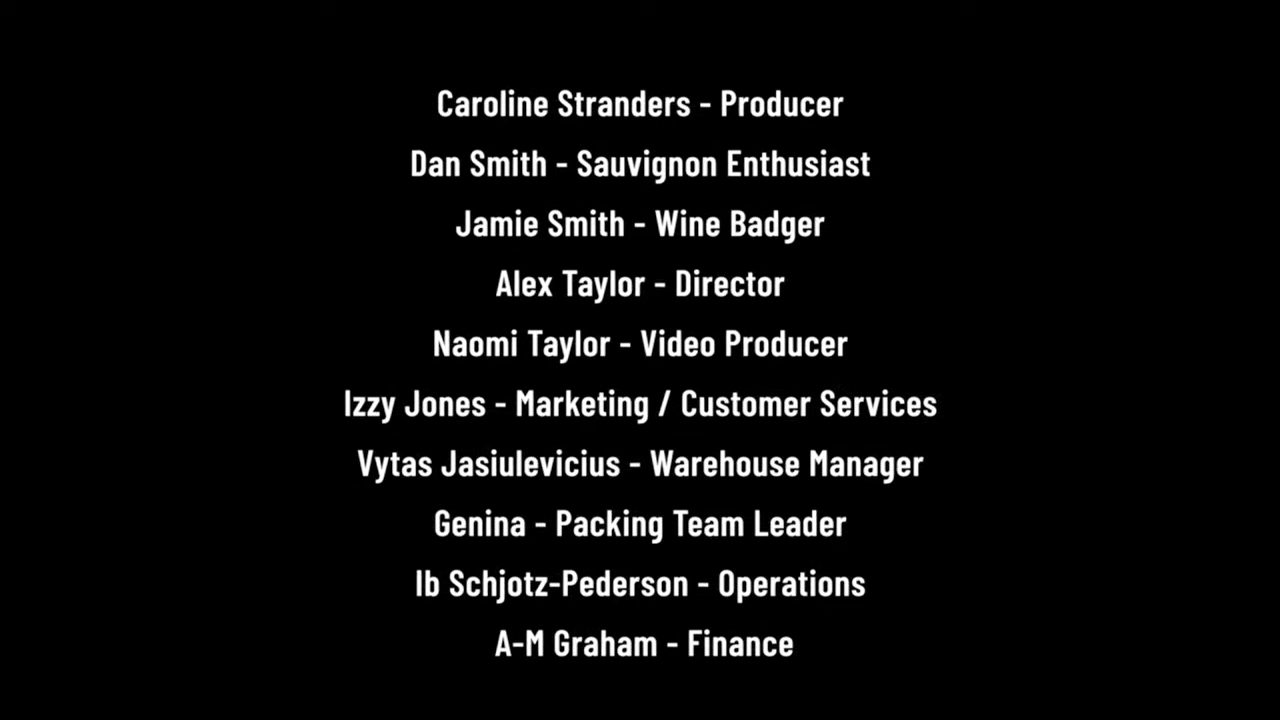 Caroline Stranders - Producer
Dan Smith - Sauvignon Enthusiast
Jamie Smith - Wine Badger
Alex Taylor - Director
Naomi Taylor - Video Producer
Izzy Jones - Marketing / Customer Services
Vytas Jasiulevicius - Warehouse Manager
Genina - Packing Team Leader
Ib Schjotz-Pederson - Operations
A-M Graham - Finance